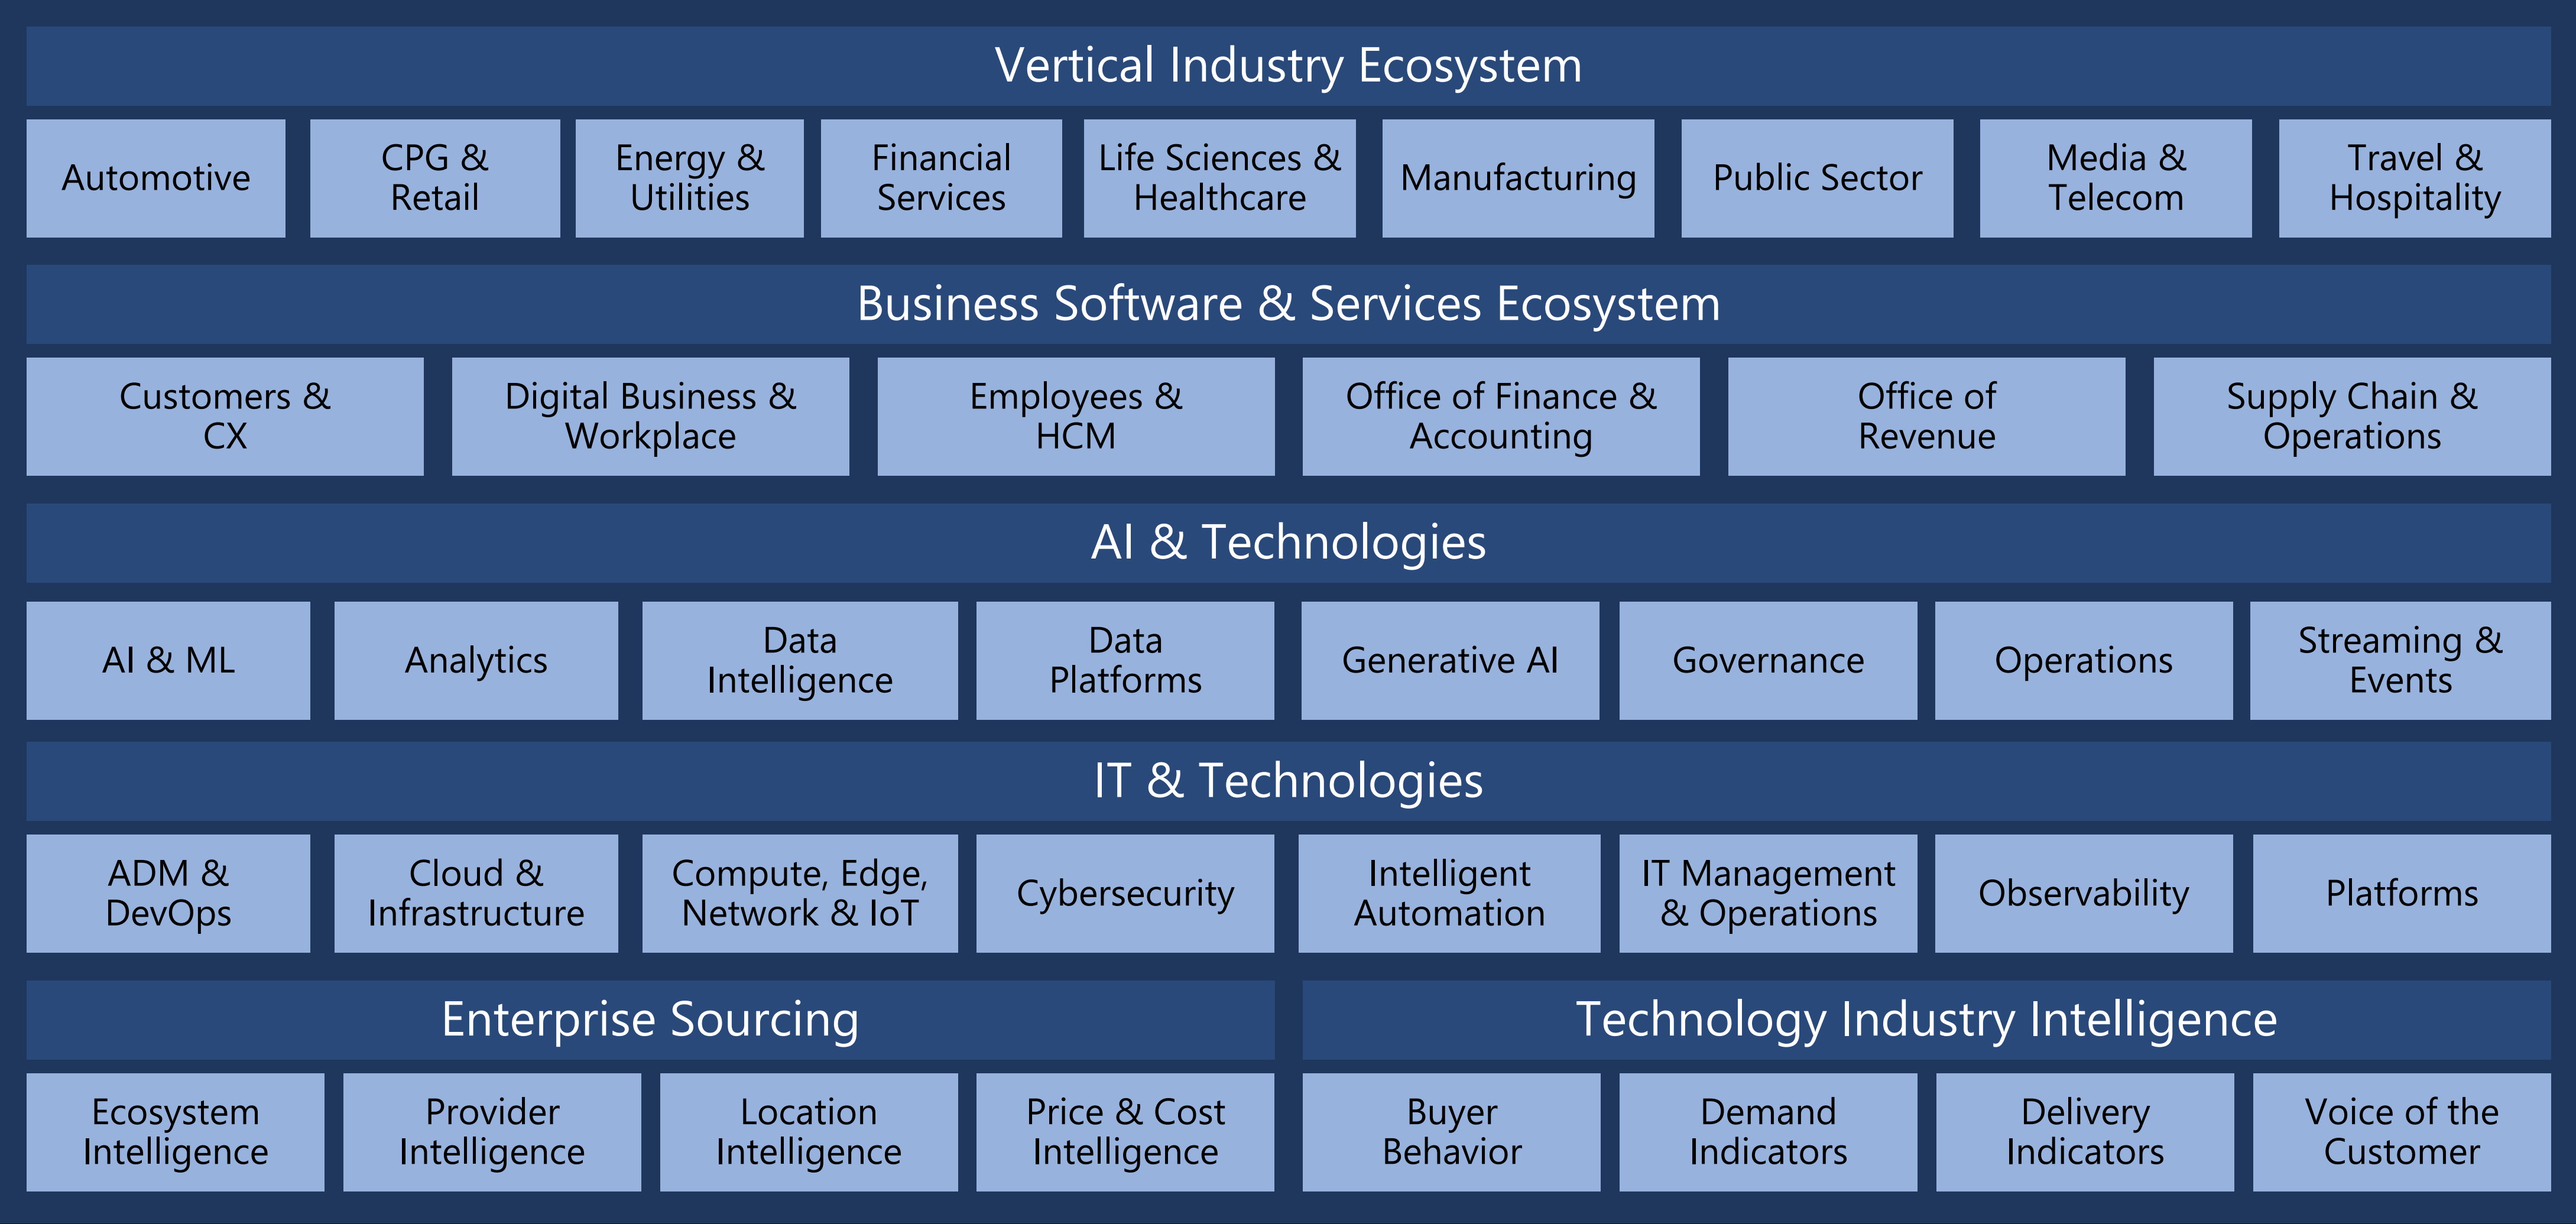 Vertical Industry Ecosystem
Automotive
CPG &
Retail
Energy &
Utilities
Financial
Services
Life Sciences &
Healthcare
Manufacturing
Public Sector
Media &
Telecom
Travel &
Hospitality
Business Software & Services Ecosystem
Customers &
CX
Digital Business &
Workplace
Employees &
HCM
Office of Finance &
Accounting
Office of
Revenue
Supply Chain &
Operations
AI & Technologies
AI & ML
Analytics
Data
Intelligence
Data
Platforms
Generative AI
Governance
Operations
Streaming &
Events
IT & Technologies
ADM &
DevOps
Cloud &
Infrastructure
Compute, Edge,
Network & IoT
Cybersecurity
Intelligent
Automation
IT Management
& Operations
Observability
Platforms
Enterprise Sourcing
Ecosystem
Intelligence
Provider
Intelligence
Location
Intelligence
Price & Cost
Intelligence
Technology Industry Intelligence
Buyer
Behavior
Demand
Indicators
Delivery
Indicators
Voice of the
Customer